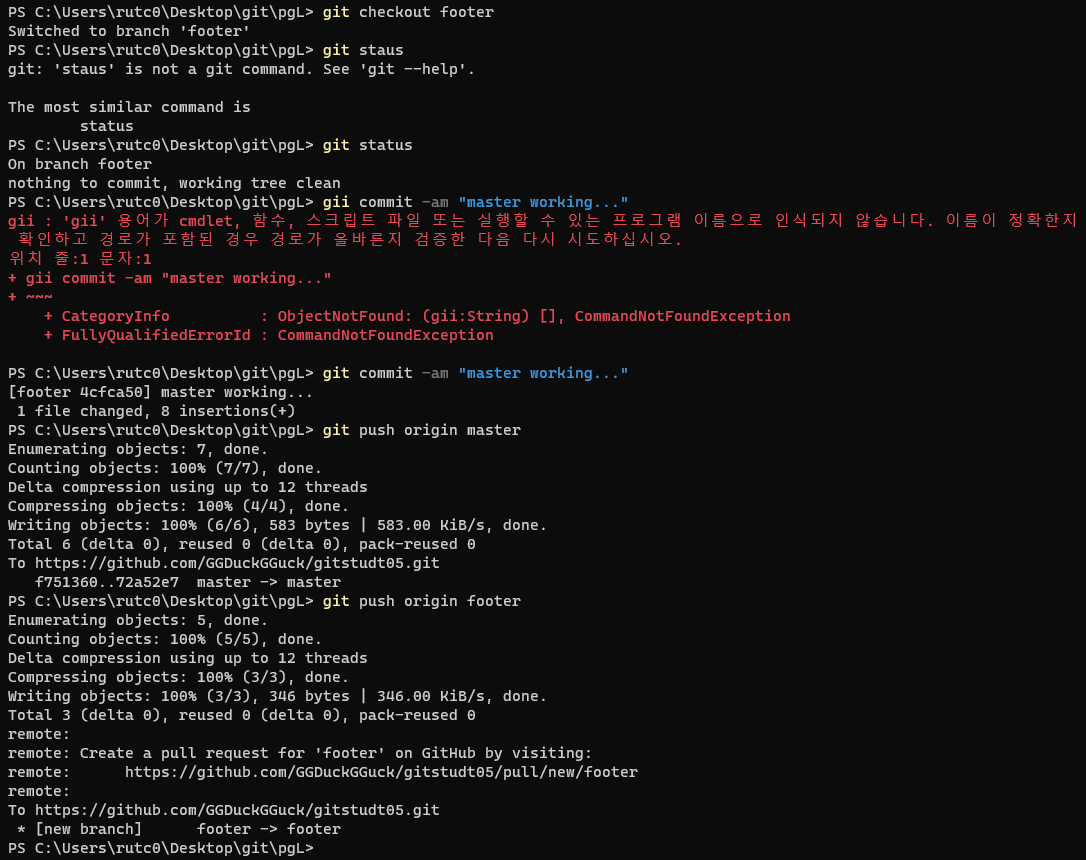 PS C:\Users\rutc0\Desktop\git\pgL> git checkout footer
Switched to branch 'footer'
PS C:\Users\rutc0\Desktop\git\pgL> git staus
git: 'staus' is not a git command. See 'git --help'.

The most similar command is
        status
PS C:\Users\rutc0\Desktop\git\pgL> git status
On branch footer
nothing to commit, working tree clean
PS C:\Users\rutc0\Desktop\git\pgL> gii commit -am "master working..."
gii : 'gii' 용어가 cmdlet, 함수, 스크립트 파일 또는 실행할 수 있는 프로그램 이름으로 인식되지 않습니다. 이름이 정확한지
 확인하고 경로가 포함된 경우 경로가 올바른지 검증한 다음 다시 시도하십시오.
위치 줄:1 문자:1
+ gii commit -am "master working..."
+ ~~~
    + CategoryInfo          : ObjectNotFound: (gii:String) [], CommandNotFoundException
    + FullyQualifiedErrorId : CommandNotFoundException

PS C:\Users\rutc0\Desktop\git\pgL> git commit -am "master working..."
[footer 4cfca50] master working...
 1 file changed, 8 insertions(+)
PS C:\Users\rutc0\Desktop\git\pgL> git push origin master
Enumerating objects: 7, done.
Counting objects: 100% (7/7), done.
Delta compression using up to 12 threads
Compressing objects: 100% (4/4), done.
Writing objects: 100% (6/6), 583 bytes | 583.00 KiB/s, done.
Total 6 (delta 0), reused 0 (delta 0), pack-reused 0
To https://github.com/GGDuckGGuck/gitstudt05.git
   f751360..72a52e7  master -> master
PS C:\Users\rutc0\Desktop\git\pgL> git push origin footer
Enumerating objects: 5, done.
Counting objects: 100% (5/5), done.
Delta compression using up to 12 threads
Compressing objects: 100% (3/3), done.
Writing objects: 100% (3/3), 346 bytes | 346.00 KiB/s, done.
Total 3 (delta 0), reused 0 (delta 0), pack-reused 0
remote:
remote: Create a pull request for 'footer' on GitHub by visiting:
remote:      https://github.com/GGDuckGGuck/gitstudt05/pull/new/footer
remote:
To https://github.com/GGDuckGGuck/gitstudt05.git
 * [new branch]      footer -> footer
PS C:\Users\rutc0\Desktop\git\pgL>